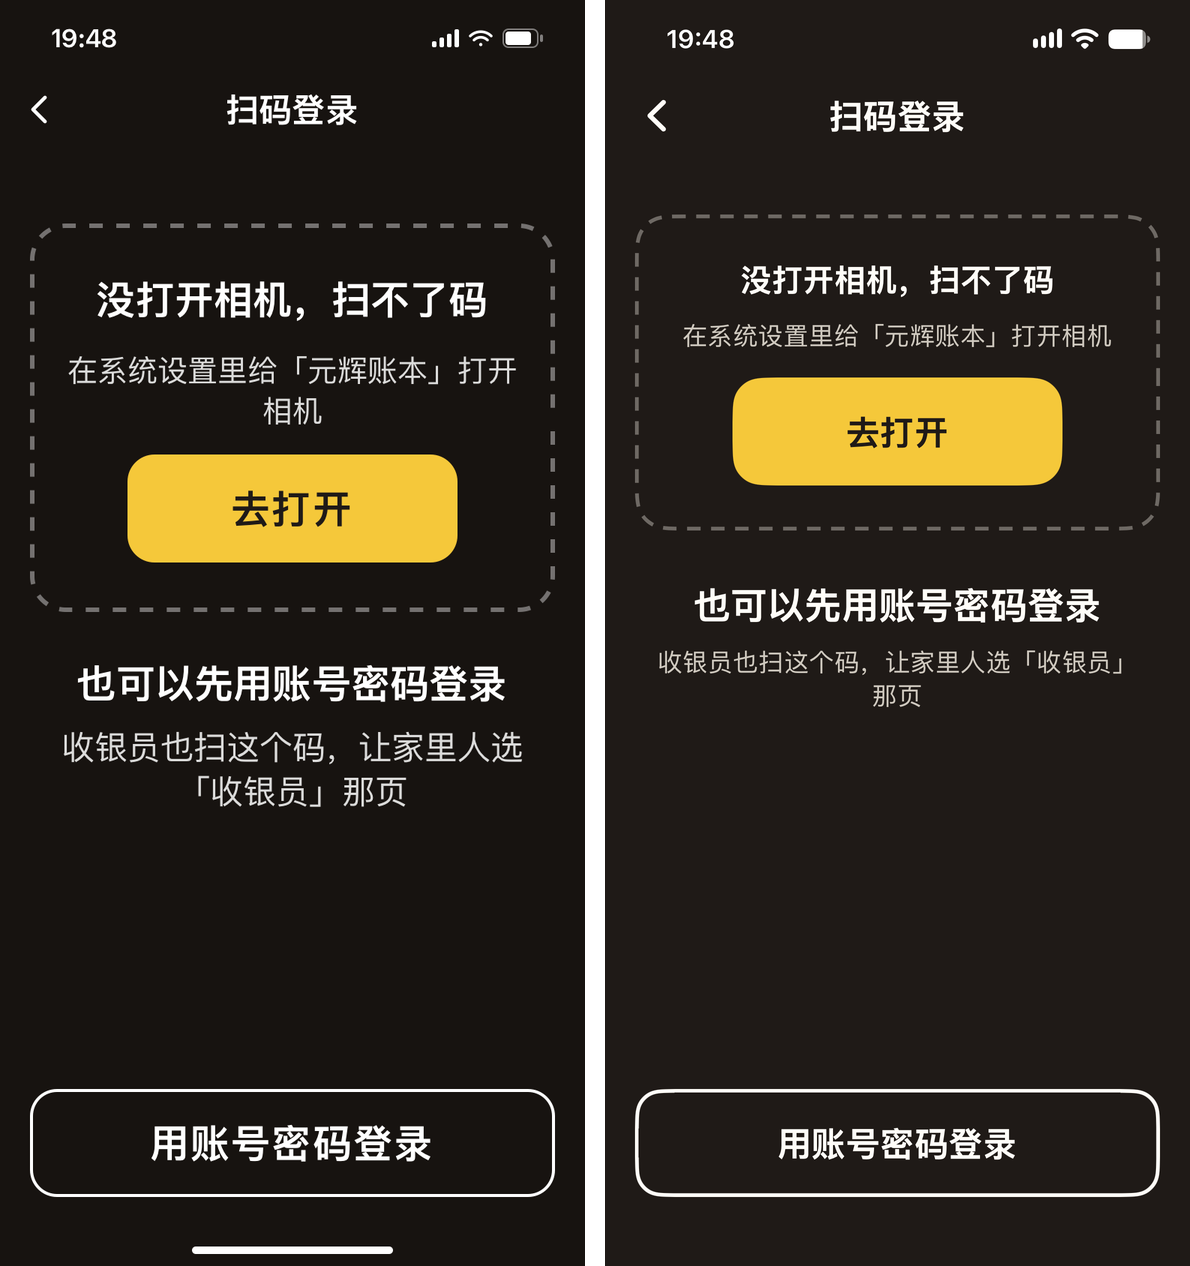 19:48
扫码登录
没打开相机，扫不了码
在系统设置里给「元辉账本」打开
相机
去打开
也可以先用账号密码登录
收银员也扫这个码，让家里人选
「收银员」那页
用账号密码登录
19:48
扫码登录
没打开相机，扫不了码
在系统设置里给「元辉账本」打开相机
去打开
也可以先用账号密码登录
收银员也扫这个码，让家里人选「收银员」
那页
用账号密码登录